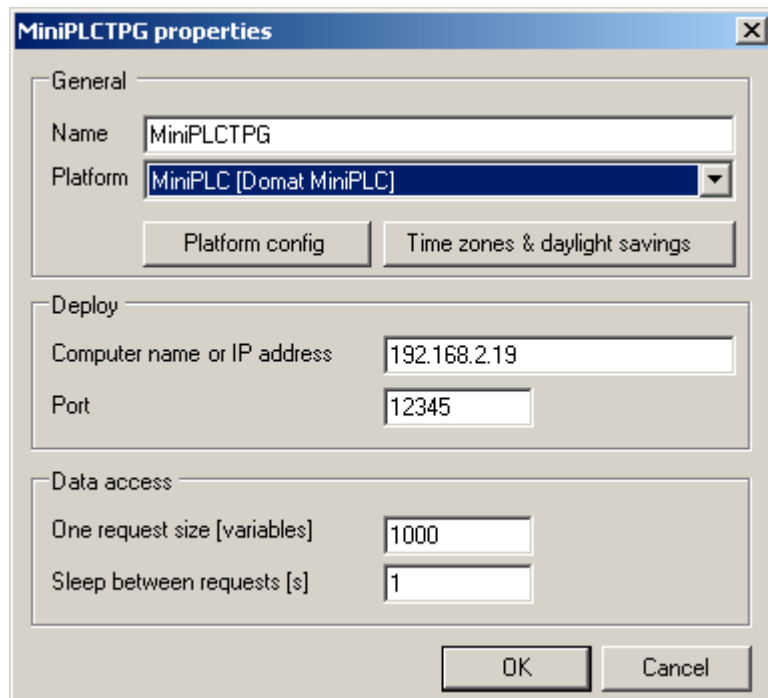 MiniPLCTPG properties
General
Name MiniPLCTPG
Platform MiniPLC [Domat MiniPLC]
Platform config Time zones & daylight savings
Deploy
Computer name or IP address 192.168.2.19
Port 12345
Data access
One request size [variables] 1000
Sleep between requests [s] 1
OK Cancel